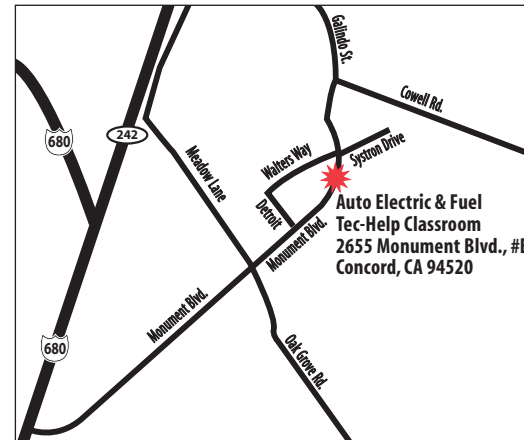 Galindo St.
Cowell Rd.
680
242
Meadow Lane
Walters Way
Systron Drive
Detroit
Auto Electric & Fuel
Tec-Help Classroom
2655 Monument Blvd., #
Concord, CA 94520
Monument Blvd.
Monument Blvd.
680
Oak Grove Rd.